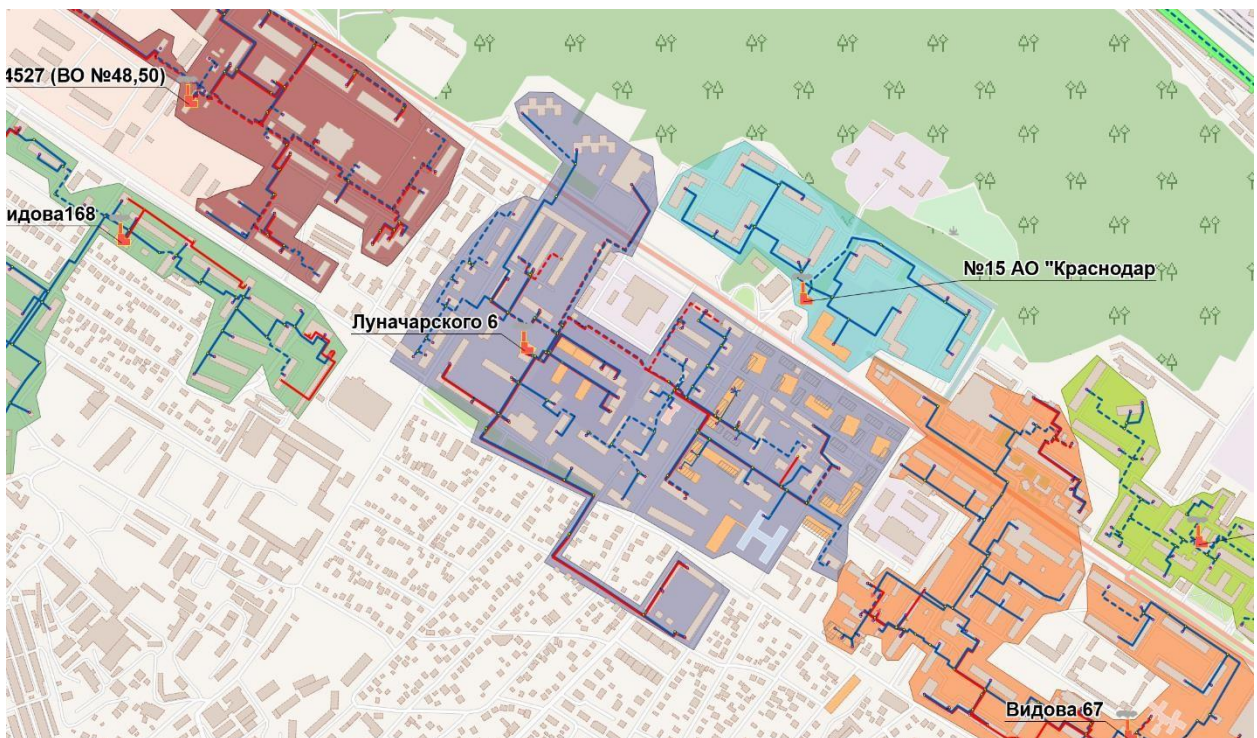 4527 (ВО №48,50)
идова168
№15 АО "Краснодар
Луначарского 6
Видова 67